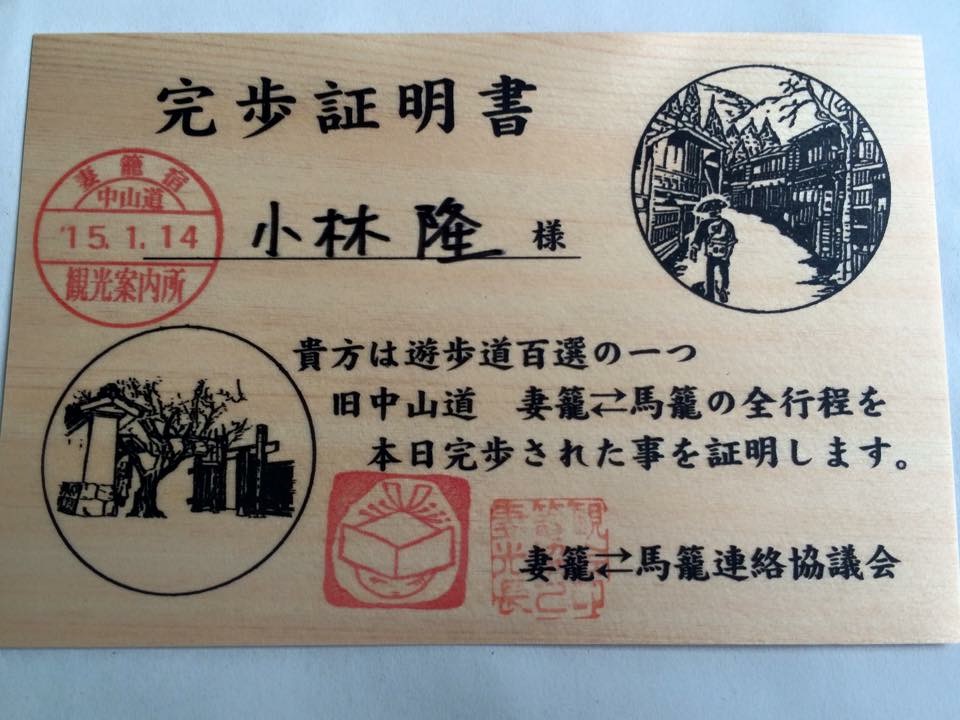 完歩証明書
妻籠宿
中山道
'15.1.14
観光案内所
小林 隆 様
貴方は遊歩道百選の一つ
旧中山道 妻籠⇄馬籠の全行程を
本日完歩された事を証明します。
妻籠⇄馬籠連絡協議会